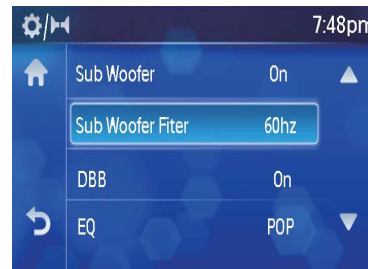 7:48pm
Sub Woofer On
Sub Woofer Fiter 60hz
DBB On
EQ POP